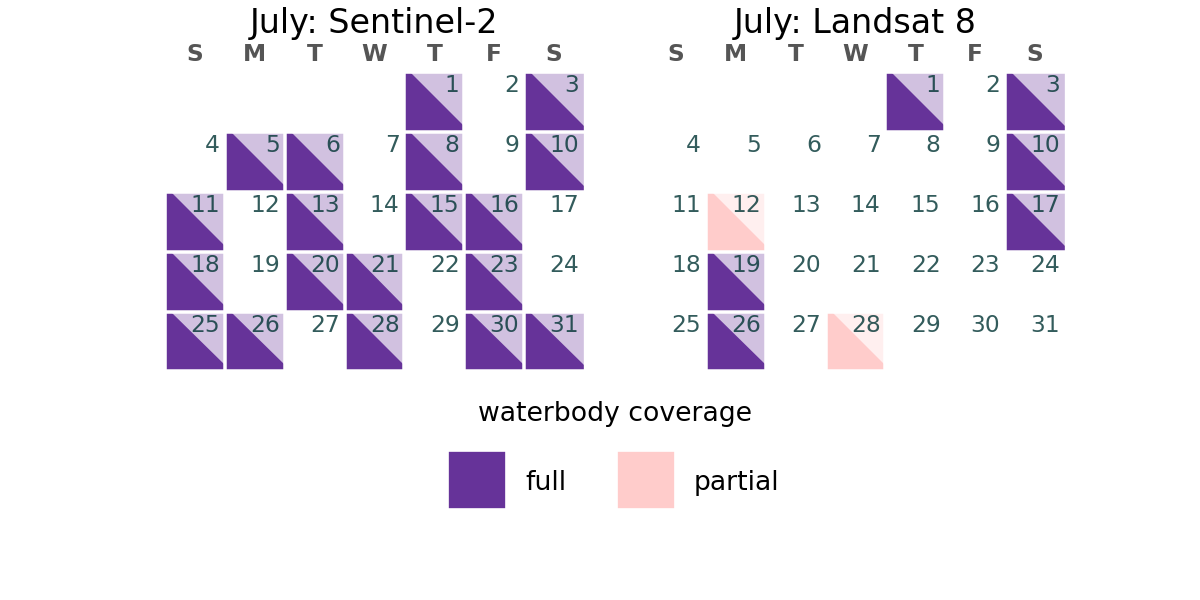 July: Sentinel-2
S M T W T F S
1 2 3
4 5 6 7 8 9 10
11 12 13 14 15 16 17
18 19 20 21 22 23 24
25 26 27 28 29 30 31
July: Landsat 8
S M T W T F S
1 2 3
4 5 6 7 8 9 10
11 12 13 14 15 16 17
18 19 20 21 22 23 24
25 26 27 28 29 30 31
waterbody coverage
full partial